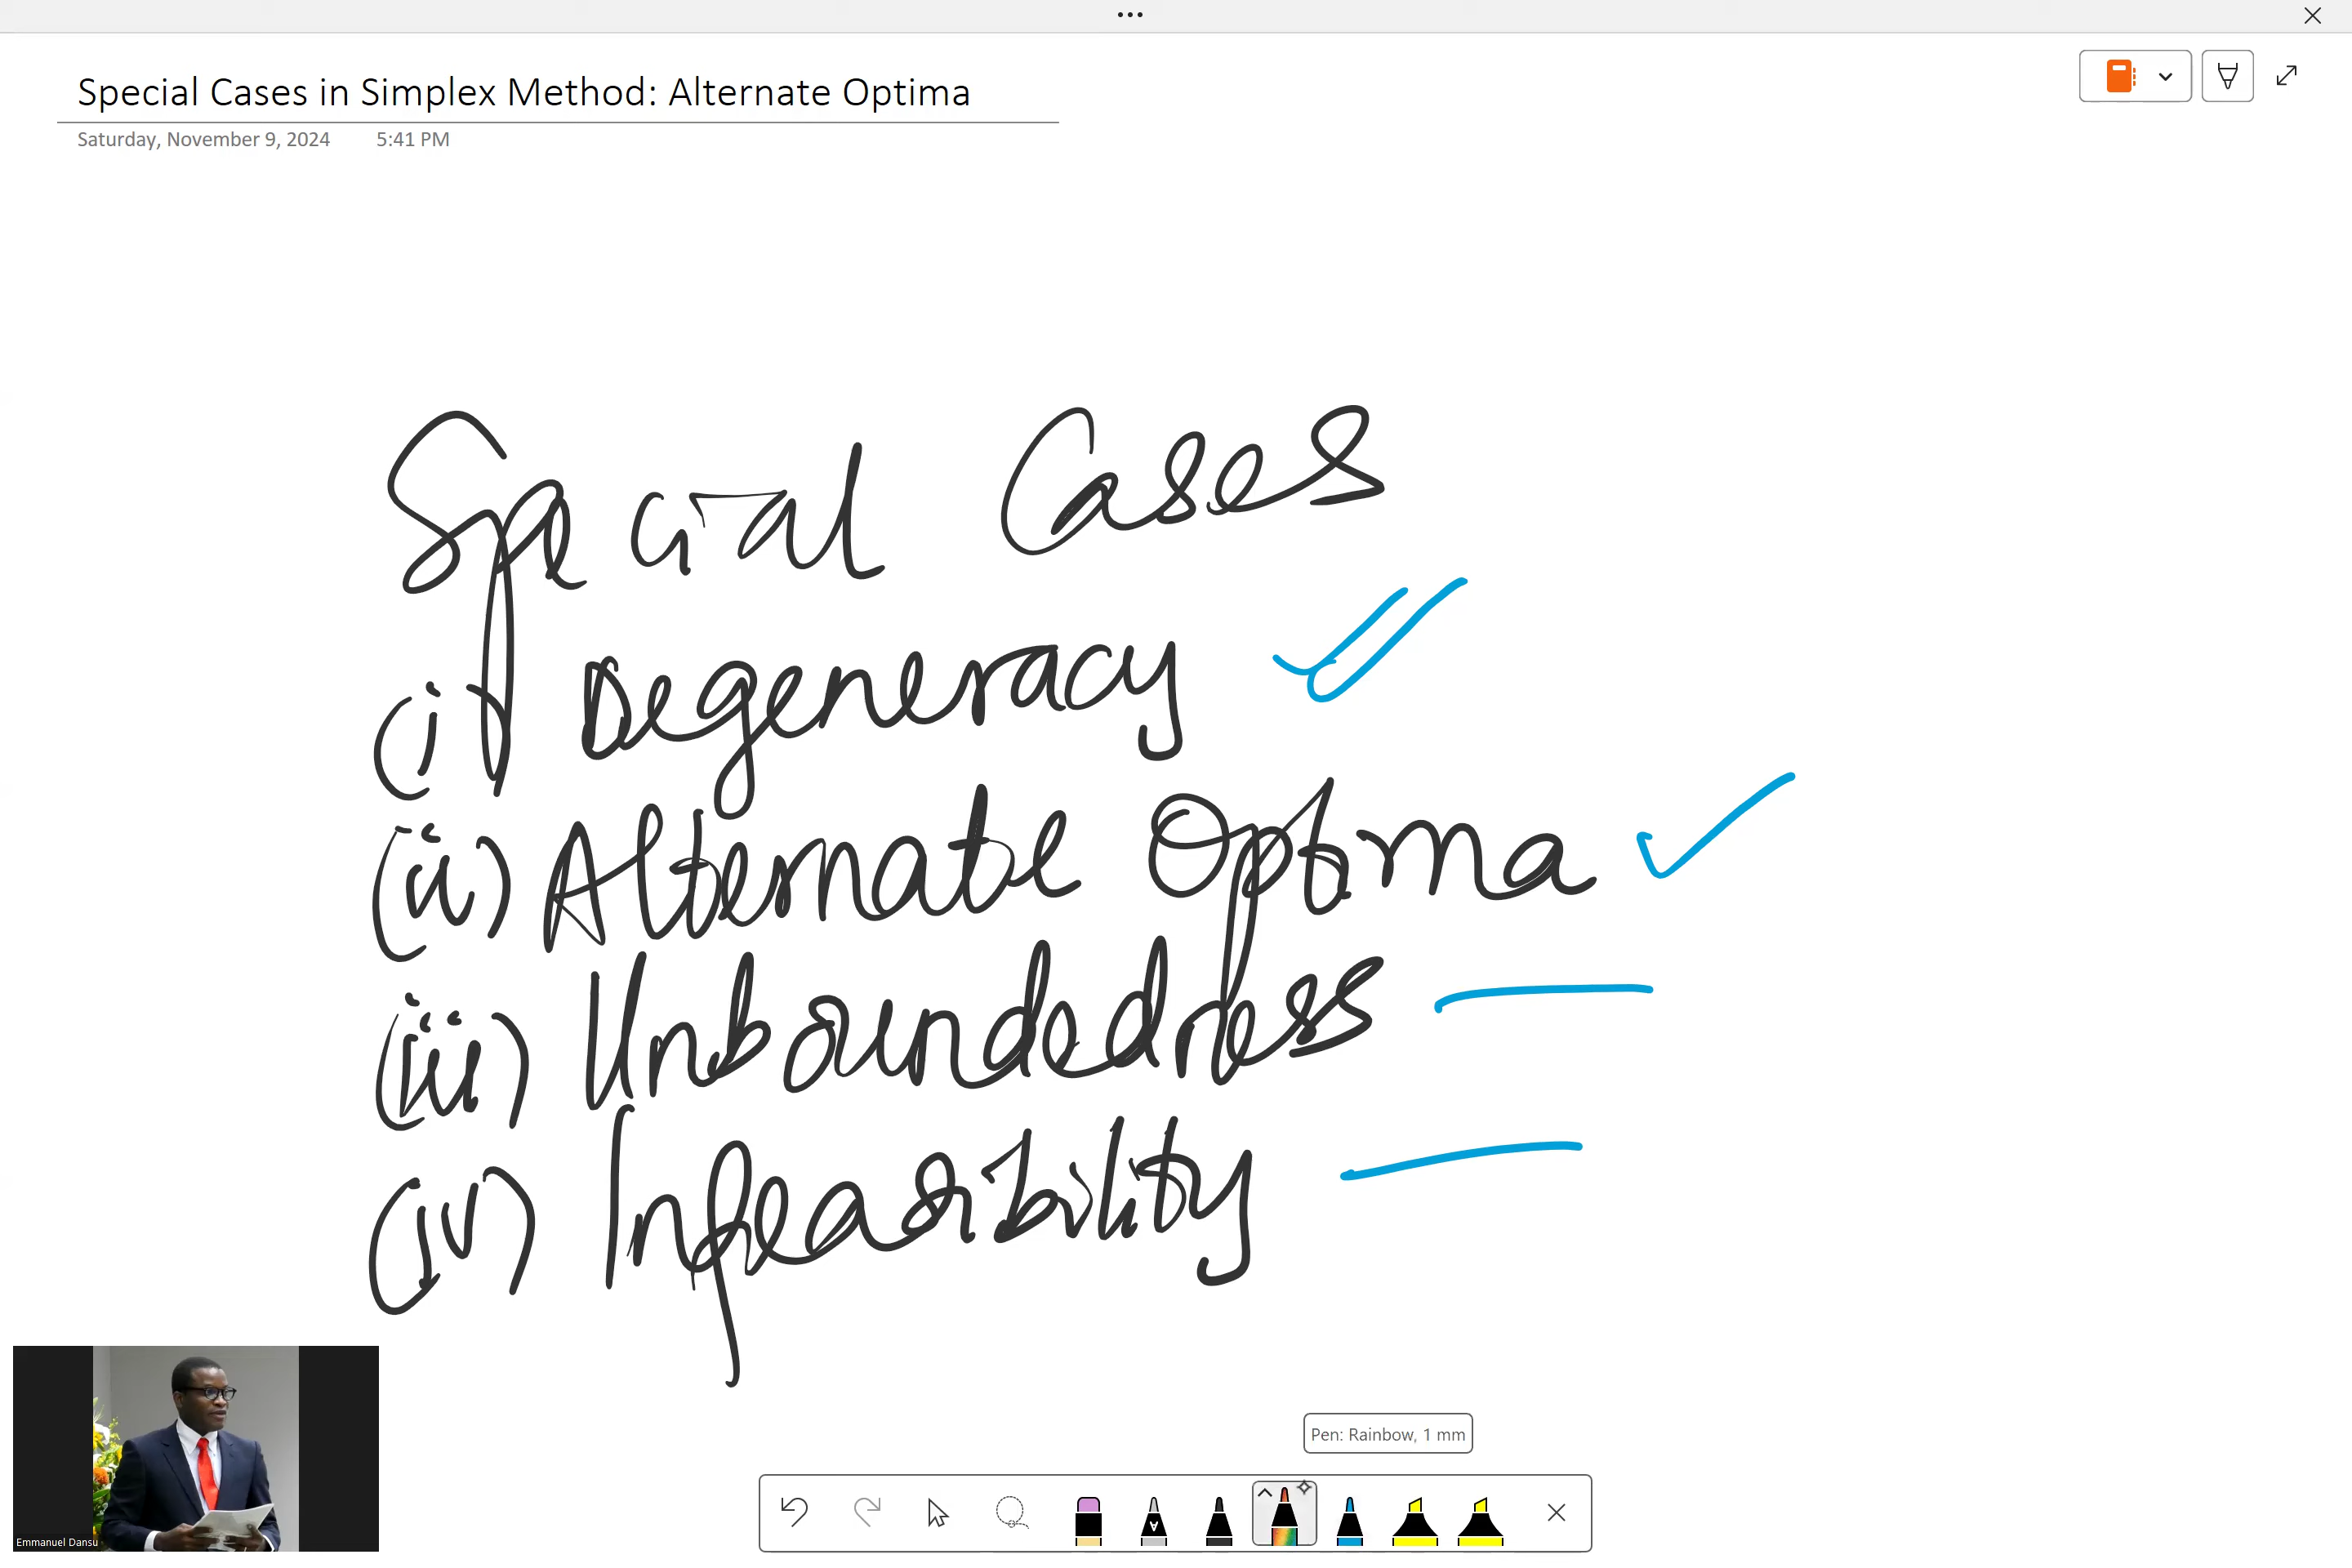 Special Cases in Simplex Method: Alternate Optima
Saturday, November 9, 2024 5:41 PM
Special Cases
(i) Degeneracy
(ii) Alternate Optima
(iii) Unboundedness
(iv) Infeasibility
Emmanuel Dansu
Pen: Rainbow, 1 mm
A